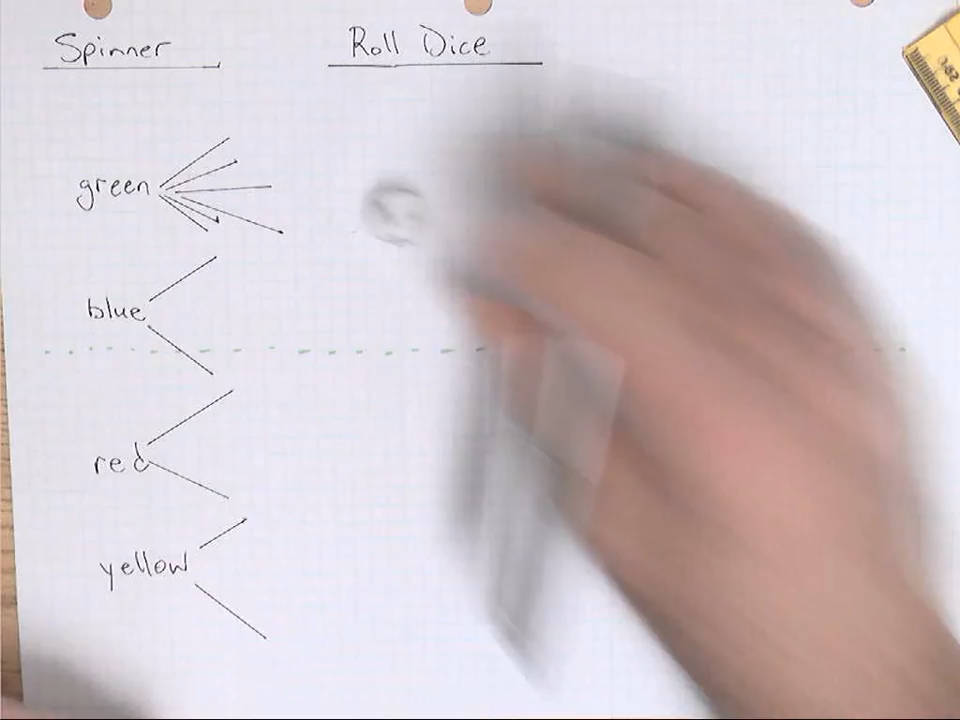 Spinner
Roll Dice
green
blue
red
yellow